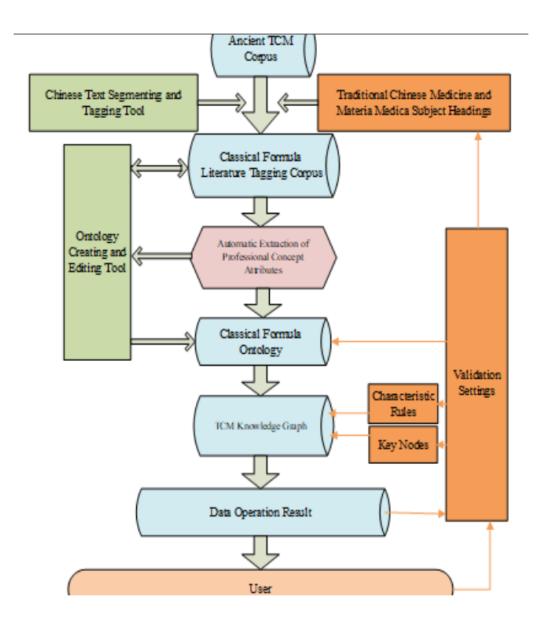 Ancient TCM
Corpus
Chinese Text Segmenting and
Tagging Tool
Traditional Chinese Medicine and
Materia Medica Subject Headings
Classical Formula
Literature Tagging Corpus
Ontology
Creating and
Editing Tool
Automatic Extraction of
Professional Concept
Attributes
Classical Formula
Ontology
Validation
Settings
Characteristic
Rules
TCM Knowledge Graph
Key Nodes
Data Operation Result
User